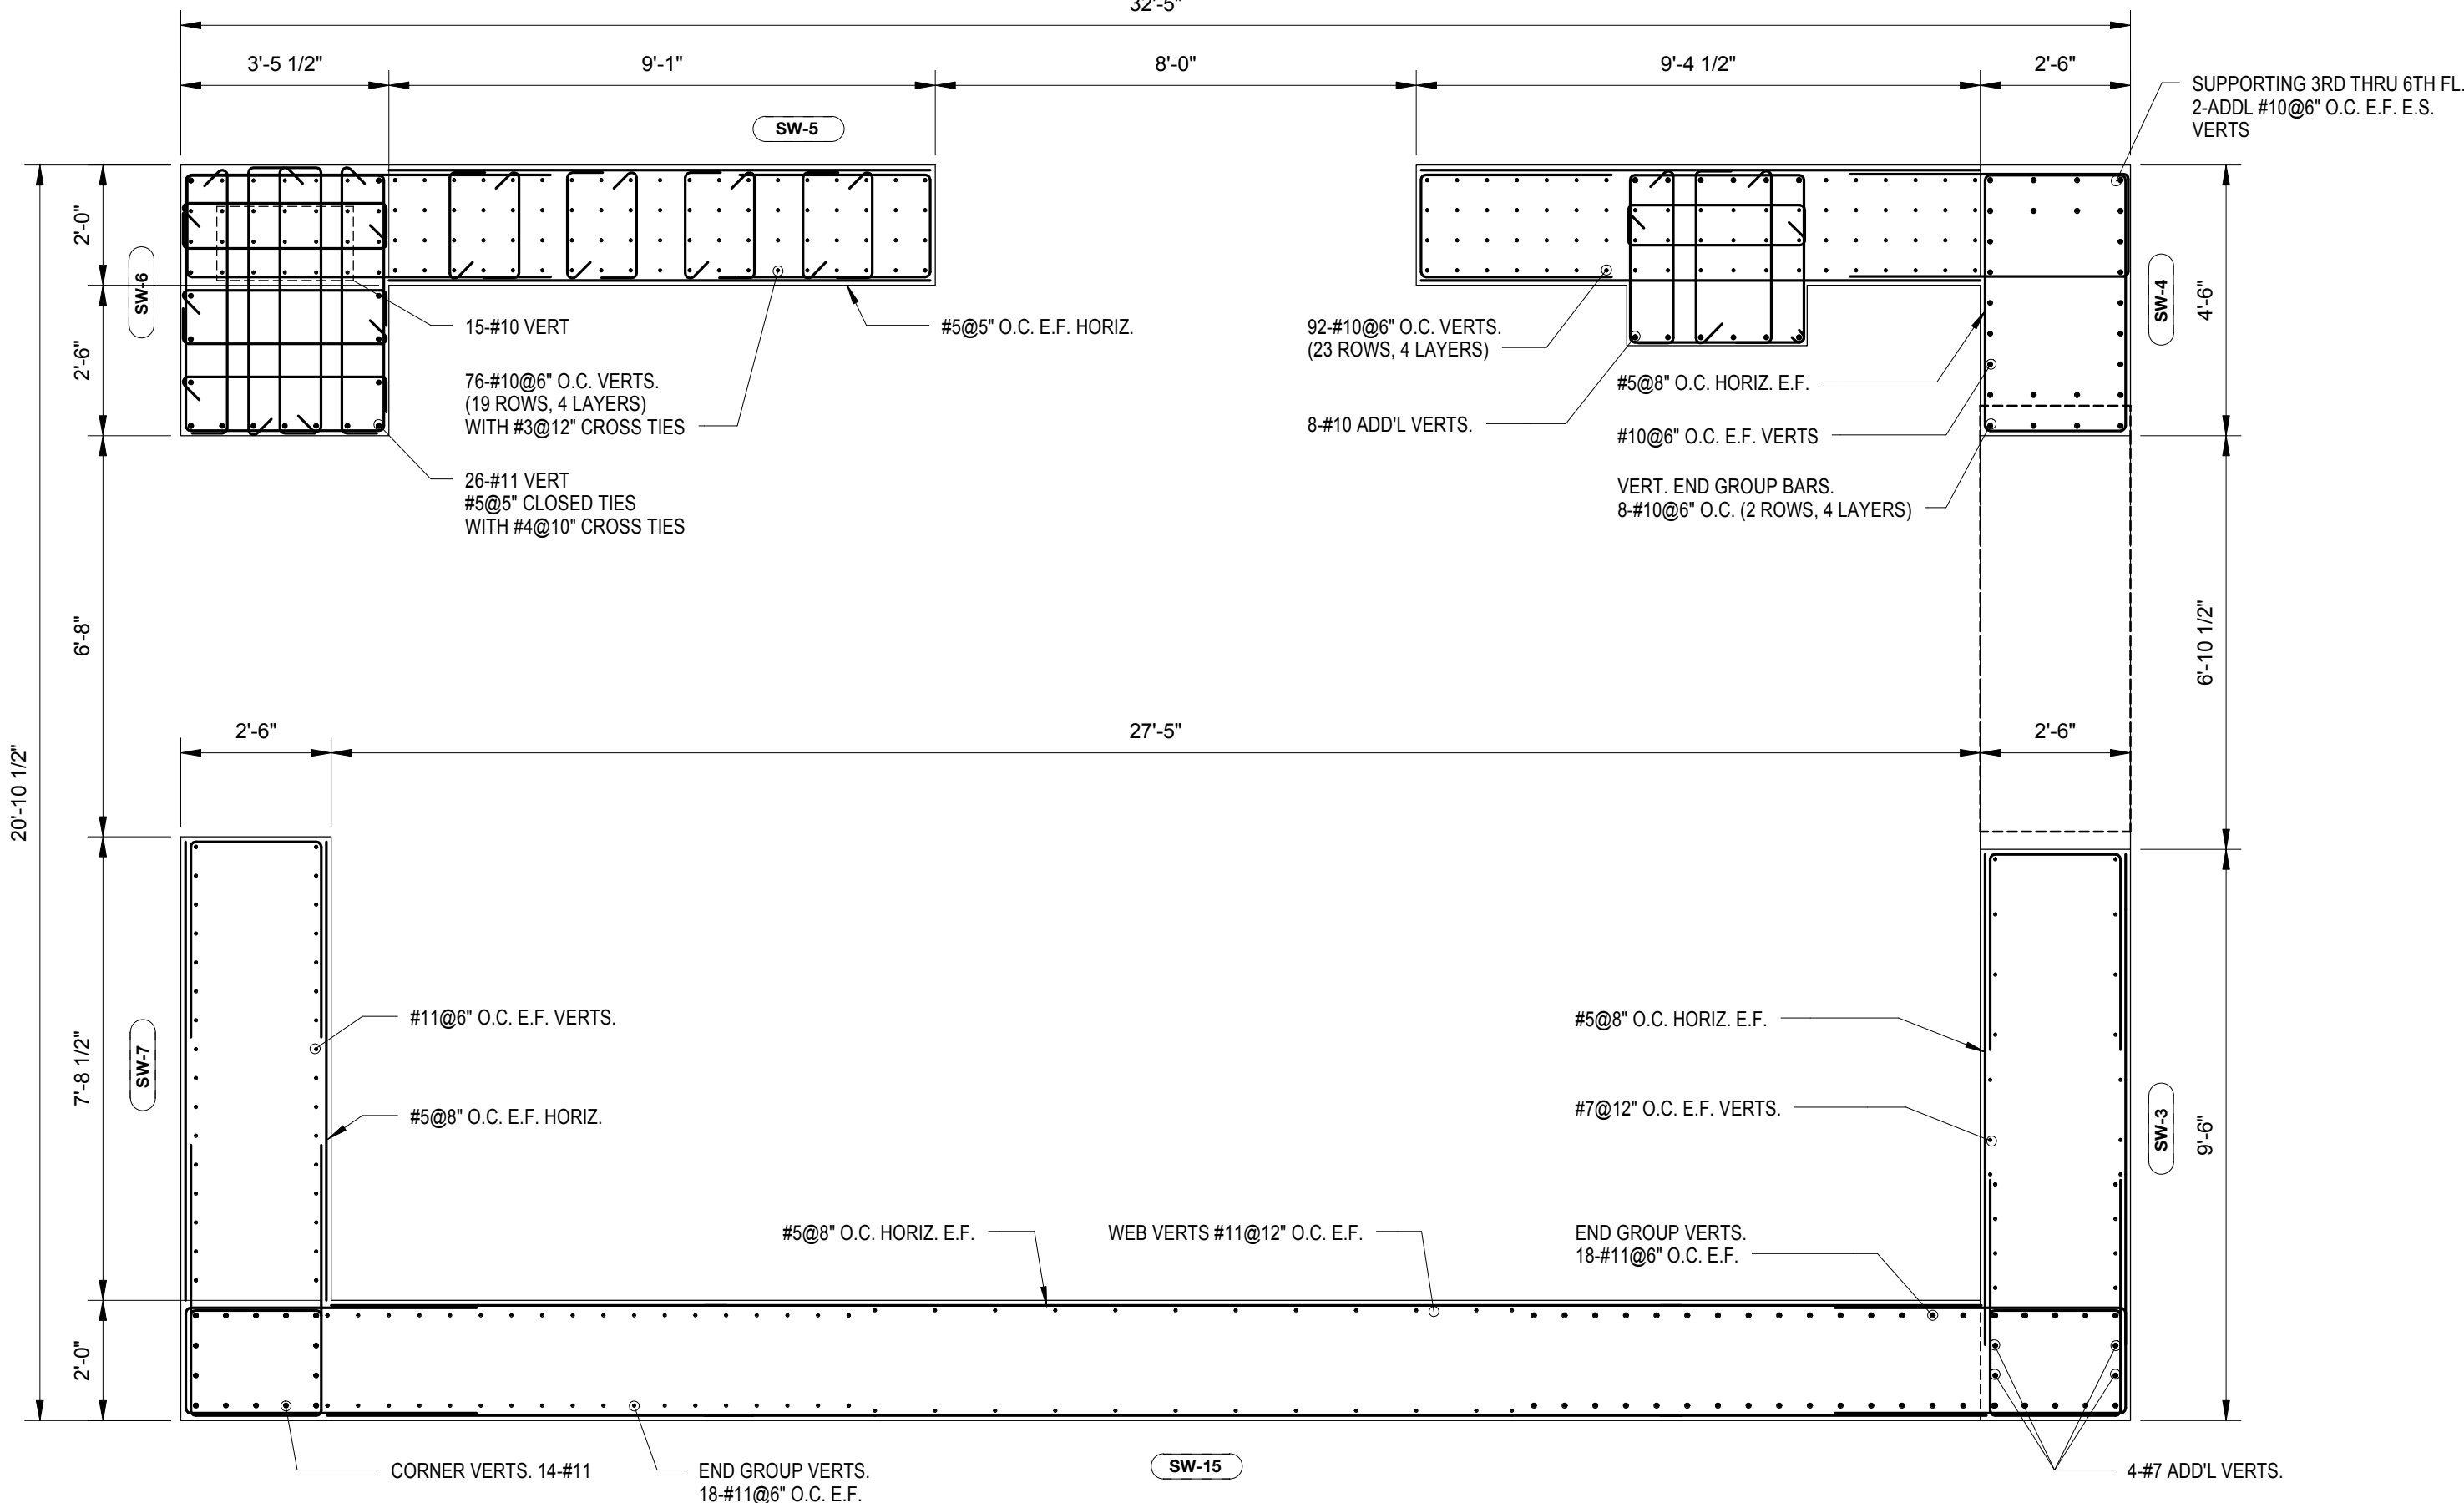 32'-5"
3'-5 1/2"
9'-1"
8'-0"
9'-4 1/2"
2'-6"
SUPPORTING 3RD THRU 6TH FL.
2-ADDL #10@6" O.C. E.F. E.S.
VERTS
SW-5
2'-0"
SW-6
2'-6"
15-#10 VERT
#5@5" O.C. E.F. HORIZ.
76-#10@6" O.C. VERTS.
(19 ROWS, 4 LAYERS)
WITH #3@12" CROSS TIES
26-#11 VERT
#5@5" CLOSED TIES
WITH #4@10" CROSS TIES
92-#10@6" O.C. VERTS.
(23 ROWS, 4 LAYERS)
8-#10 ADD'L VERTS.
#5@8" O.C. HORIZ. E.F.
#10@6" O.C. E.F. VERTS
VERT. END GROUP BARS.
8-#10@6" O.C. (2 ROWS, 4 LAYERS)
SW-4
4'-6"
6'-8"
6'-10 1/2"
20'-10 1/2"
2'-6"
27'-5"
2'-6"
7'-8 1/2"
SW-7
#11@6" O.C. E.F. VERTS.
#5@8" O.C. E.F. HORIZ.
#5@8" O.C. HORIZ. E.F.
#7@12" O.C. E.F. VERTS.
SW-3
9'-6"
#5@8" O.C. HORIZ. E.F.
WEB VERTS #11@12" O.C. E.F.
END GROUP VERTS.
18-#11@6" O.C. E.F.
2'-0"
CORNER VERTS. 14-#11
END GROUP VERTS.
18-#11@6" O.C. E.F.
SW-15
4-#7 ADD'L VERTS.